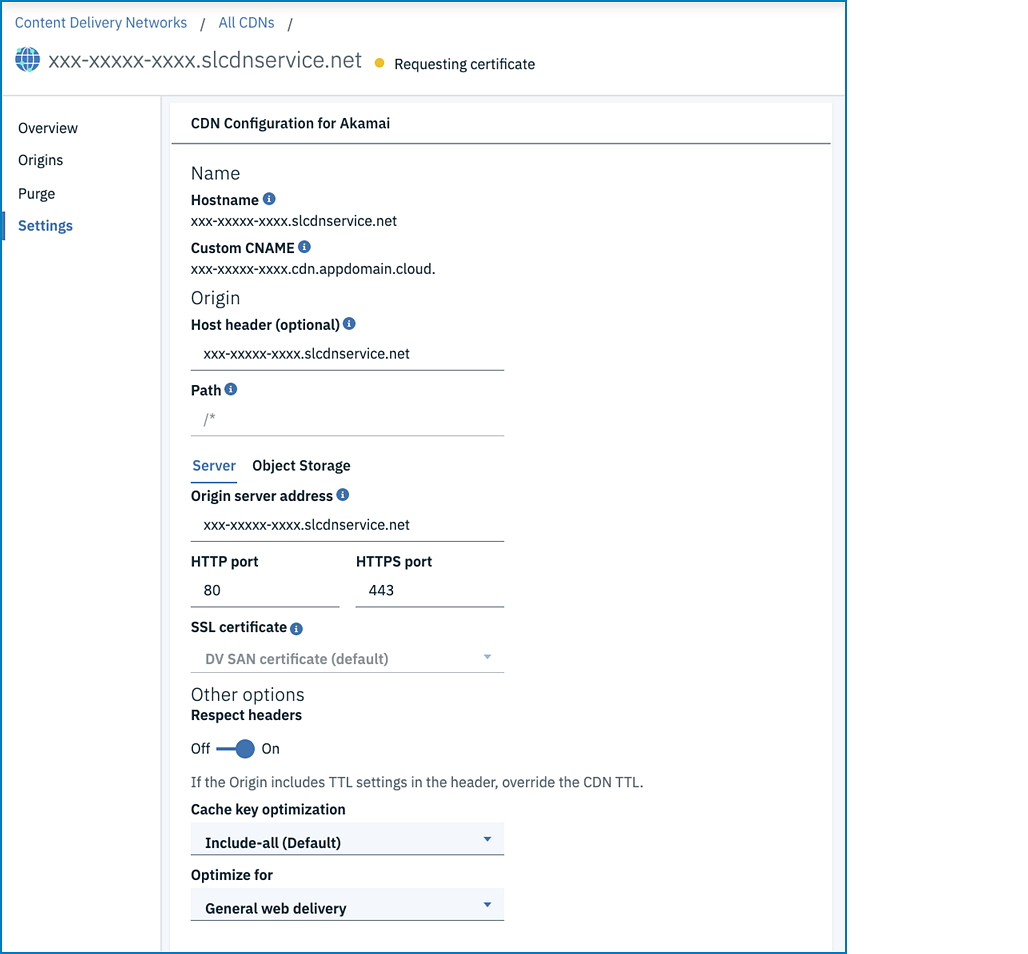 Content Delivery Networks / All CDNs /
xxx-xxxxx-xxxx.slcdnservice.net Requesting certificate
Overview
Origins
Purge
Settings
CDN Configuration for Akamai
Name
Hostname
xxx-xxxxx-xxxx.slcdnservice.net
Custom CNAME
xxx-xxxxx-xxxx.cdn.appdomain.cloud.
Origin
Host header (optional)
xxx-xxxxx-xxxx.slcdnservice.net
Path
/*
Server Object Storage
Origin server address
xxx-xxxxx-xxxx.slcdnservice.net
HTTP port HTTPS port
80 443
SSL certificate
DV SAN certificate (default)
Other options
Respect headers
Off On
If the Origin includes TTL settings in the header, override the CDN TTL.
Cache key optimization
Include-all (Default)
Optimize for
General web delivery